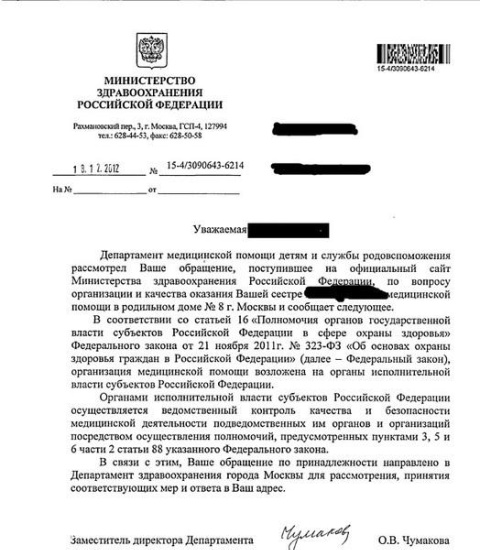 15-4/3090643-6214
МИНИСТЕРСТВО
ЗДРАВООХРАНЕНИЯ
РОССИЙСКОЙ ФЕДЕРАЦИИ
Рахмановский пер., 3, г. Москва, ГСП-4, 127994
тел.: 628-44-53, факс: 628-50-58
18.12.2012 № 15-4/3090643-6214
На № от
Уважаемая
Департамент медицинской помощи детям и службы родовспоможения
рассмотрел Ваше обращение, поступившее на официальный сайт
Министерства здравоохранения Российской Федерации, по вопросу
организации и качества оказания Вашей сестре медицинской
помощи в родильном доме № 8 г. Москвы и сообщает следующее.
В соответствии со статьей 16 «Полномочия органов государственной
власти субъектов Российской Федерации в сфере охраны здоровья»
Федерального закона от 21 ноября 2011г. № 323-ФЗ «Об основах охраны
здоровья граждан в Российской Федерации» (далее – Федеральный закон),
организация медицинской помощи возложена на органы исполнительной
власти субъектов Российской Федерации.
Органами исполнительной власти субъектов Российской Федерации
осуществляется ведомственный контроль качества и безопасности
медицинской деятельности подведомственных им органов и организаций
посредством осуществления полномочий, предусмотренных пунктами 3, 5 и
6 части 2 статьи 88 указанного Федерального закона.
В связи с этим, Ваше обращение по принадлежности направлено в
Департамент здравоохранения города Москвы для рассмотрения, принятия
соответствующих мер и ответа в Ваш адрес.
Заместитель директора Департамента Чумакова О.В. Чумакова